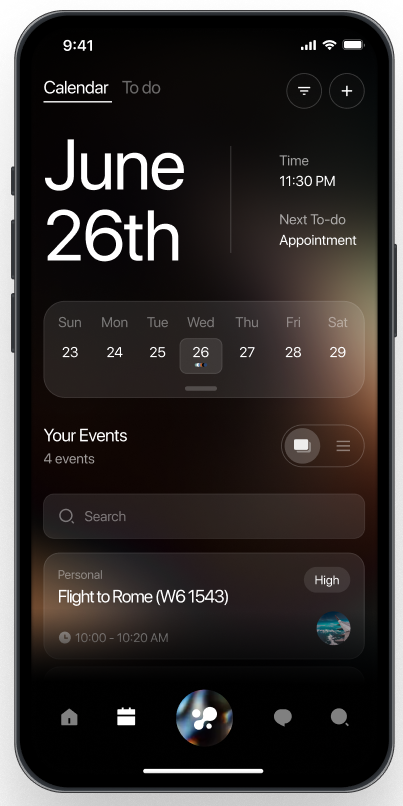 9:41
Calendar To do
June
26th
Time
11:30 PM
Next To-do
Appointment
Sun Mon Tue Wed Thu Fri Sat
23 24 25 26 27 28 29
Your Events
4 events
Search
Personal
High
Flight to Rome (W6 1543)
10:00 - 10:20 AM